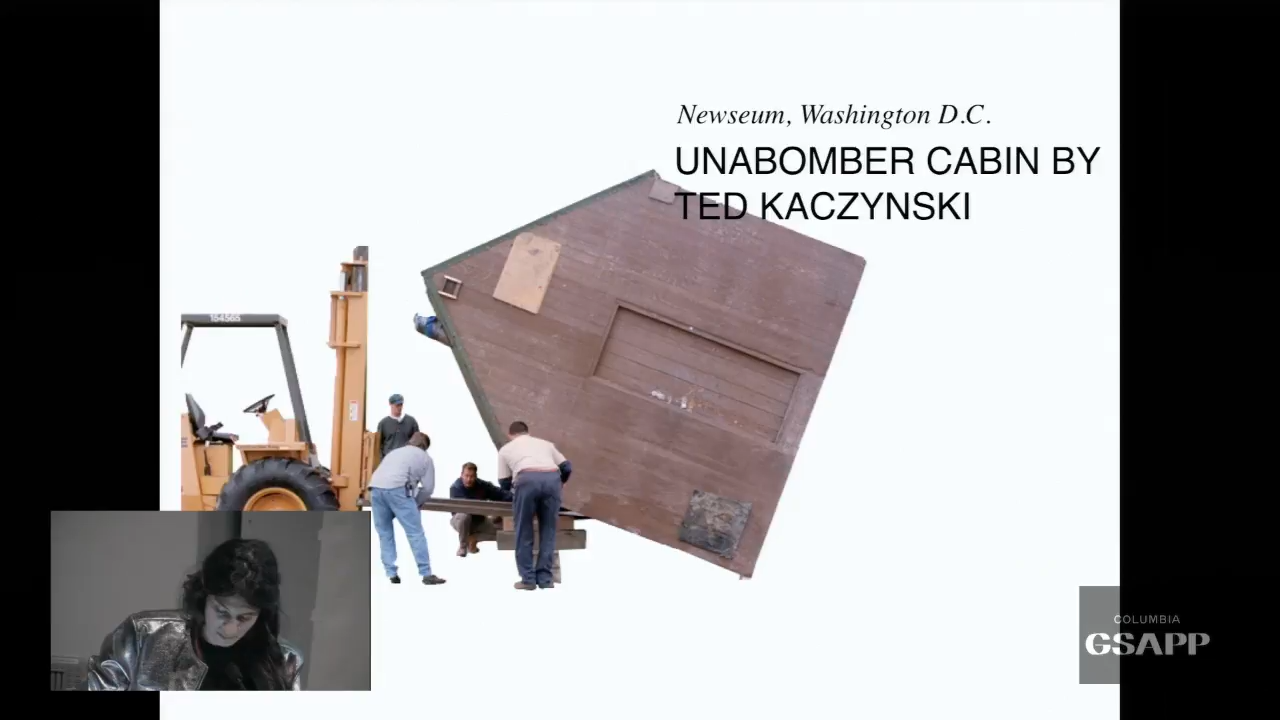 Newseum, Washington D.C.
UNABOMBER CABIN BY
TED KACZYNSKI
COLUMBIA
GSAPP